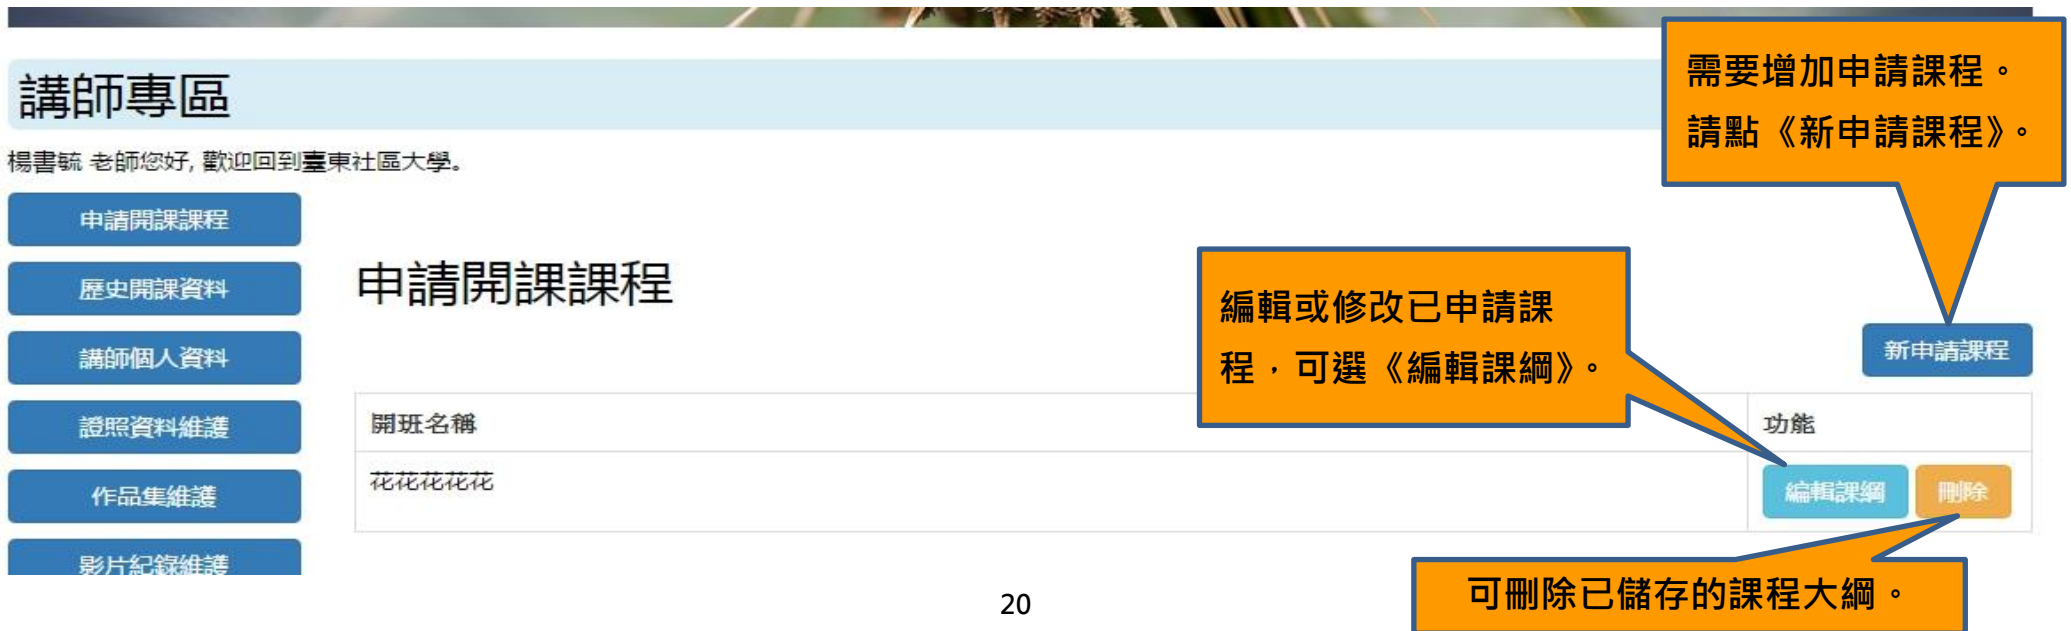 講師專區
楊書毓 老師您好, 歡迎回到臺東社區大學。
需要增加申請課程。
請點《新申請課程》。
申請開課課程
歷史開課資料
講師個人資料
證照資料維護
作品集維護
影片紀錄維護
申請開課課程
編輯或修改已申請課
程，可選《編輯課綱》。
新申請課程
開班名稱
功能
花花花花花
編輯課綱
刪除
可刪除已儲存的課程大綱。
20